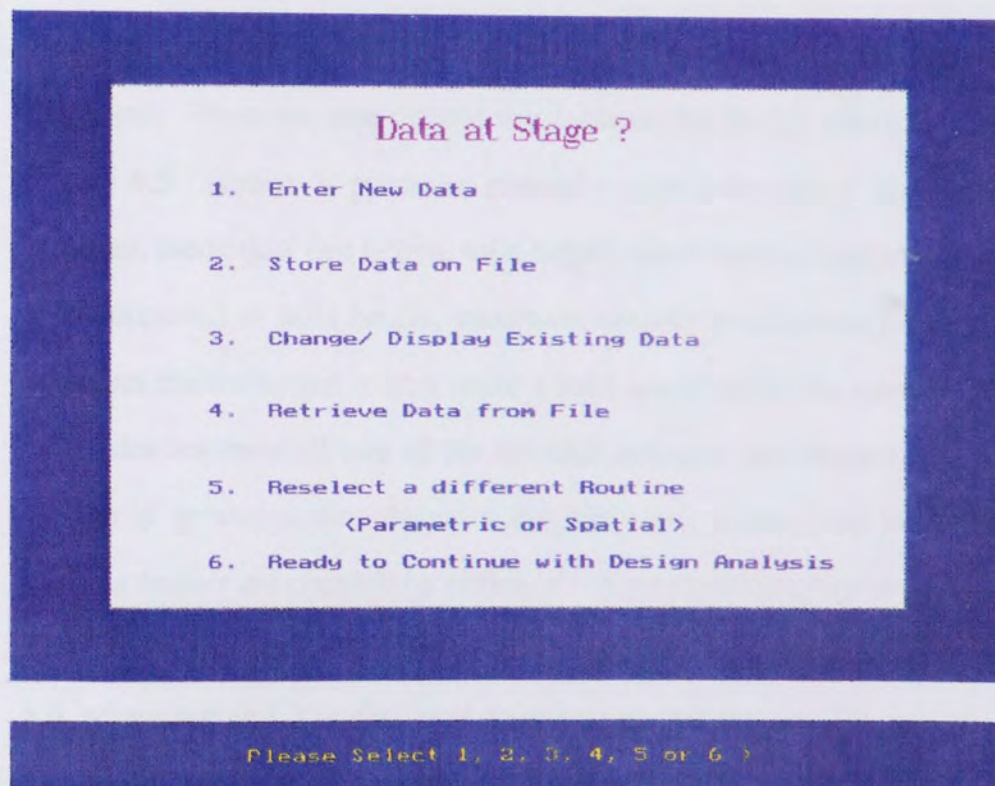 Data at Stage ?
1. Enter New Data
2. Store Data on File
3. Change/ Display Existing Data
4. Retrieve Data from File
5. Reselect a different Routine
<Parametric or Spatial>
6. Ready to Continue with Design Analysis
Please Select 1, 2, 3, 4, 5 or 6 >